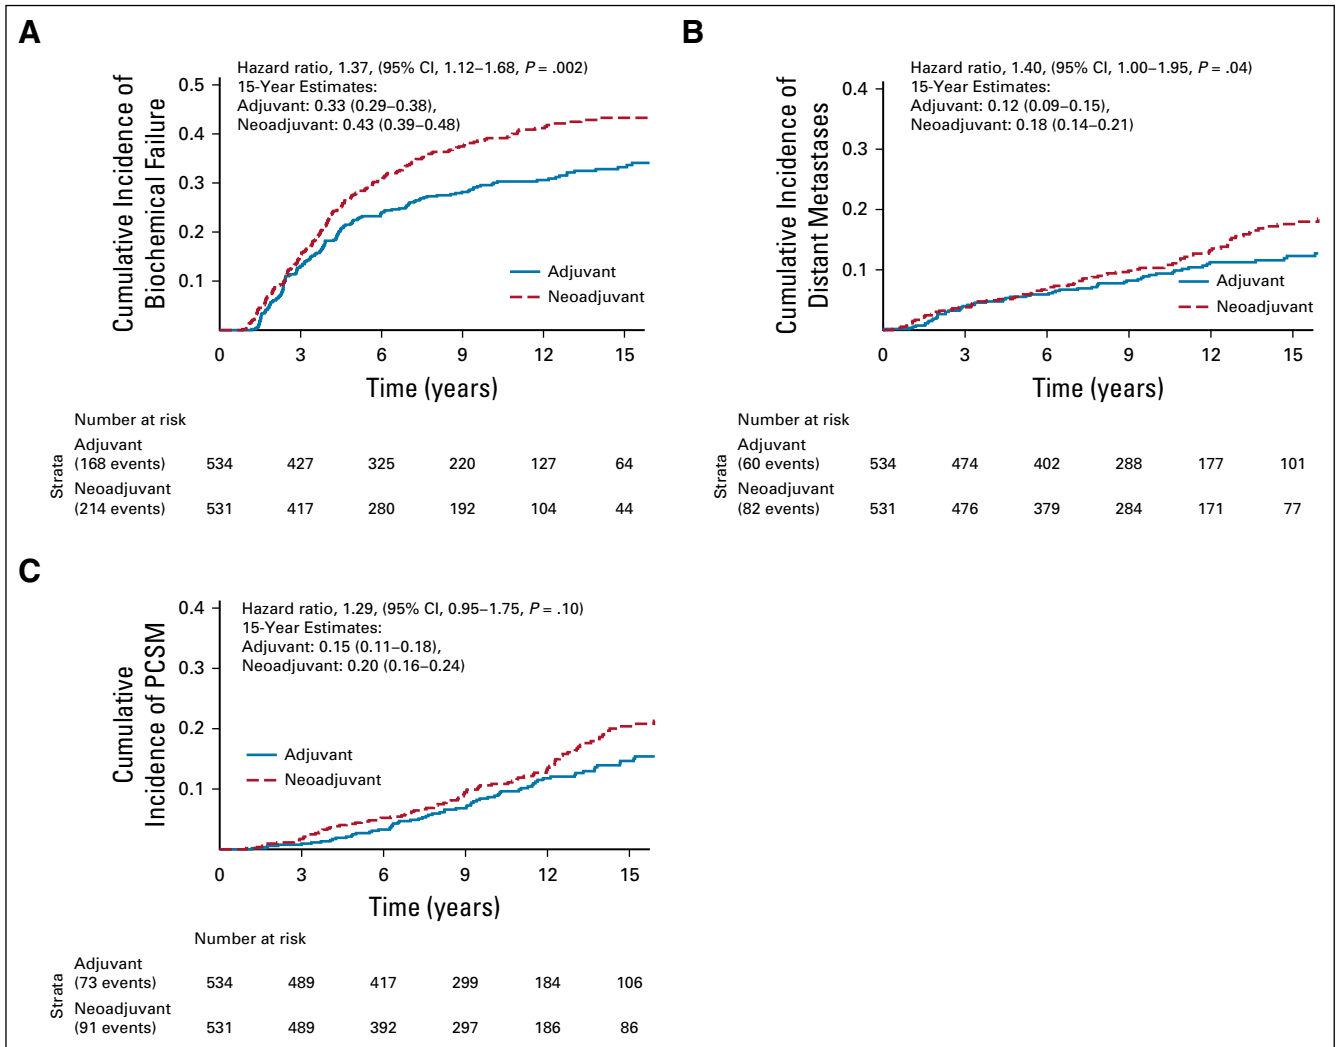 A
Cumulative Incidence of
Biochemical Failure
Hazard ratio, 1.37, (95% CI, 1.12–1.68, P = .002)
15-Year Estimates:
Adjuvant: 0.33 (0.29–0.38),
Neoadjuvant: 0.43 (0.39–0.48)
0.5
0.4
0.3
0.2
0.1
Adjuvant
Neoadjuvant
0 3 6 9 12 15
Time (years)
Number at risk
Strata
Adjuvant
(168 events) 534 427 325 220 127 64
Neoadjuvant
(214 events) 531 417 280 192 104 44
B
Cumulative Incidence of
Distant Metastases
Hazard ratio, 1.40, (95% CI, 1.00–1.95, P = .04)
15-Year Estimates:
Adjuvant: 0.12 (0.09–0.15),
Neoadjuvant: 0.18 (0.14–0.21)
0.4
0.3
0.2
0.1
Adjuvant
Neoadjuvant
0 3 6 9 12 15
Time (years)
Number at risk
Strata
Adjuvant
(60 events) 534 474 402 288 177 101
Neoadjuvant
(82 events) 531 476 379 284 171 77
C
Cumulative
Incidence of PCSM
Hazard ratio, 1.29, (95% CI, 0.95–1.75, P = .10)
15-Year Estimates:
Adjuvant: 0.15 (0.11–0.18),
Neoadjuvant: 0.20 (0.16–0.24)
0.4
0.3
0.2
0.1
Adjuvant
Neoadjuvant
0 3 6 9 12 15
Time (years)
Number at risk
Strata
Adjuvant
(73 events) 534 489 417 299 184 106
Neoadjuvant
(91 events) 531 489 392 297 186 86